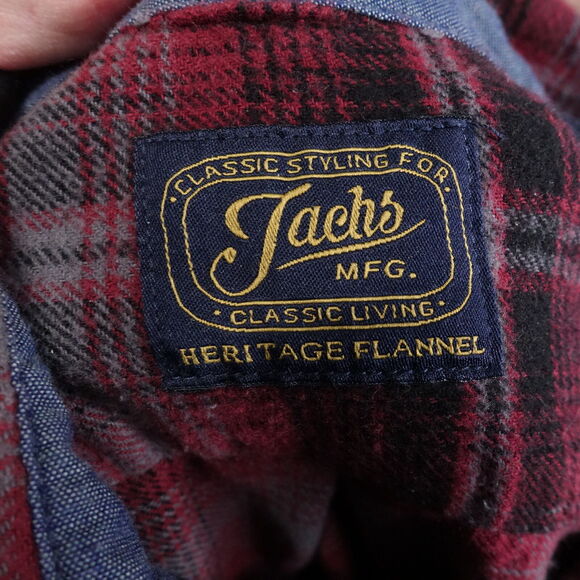 · CLASSIC STYLING FOR ·
Jachs
MFG.
· CLASSIC LIVING ·
HERITAGE FLANNEL